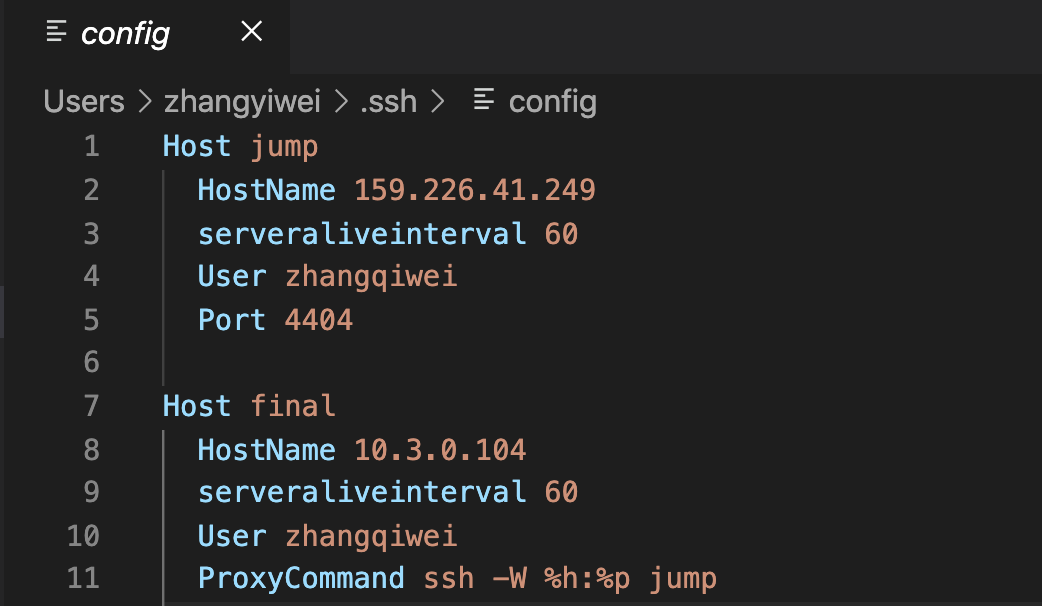 config
Users > zhangyiwei > .ssh > config
1 Host jump
2 HostName 159.226.41.249
3 serveraliveinterval 60
4 User zhangqiwei
5 Port 4404
6
7 Host final
8 HostName 10.3.0.104
9 serveraliveinterval 60
10 User zhangqiwei
11 ProxyCommand ssh -W %h:%p jump